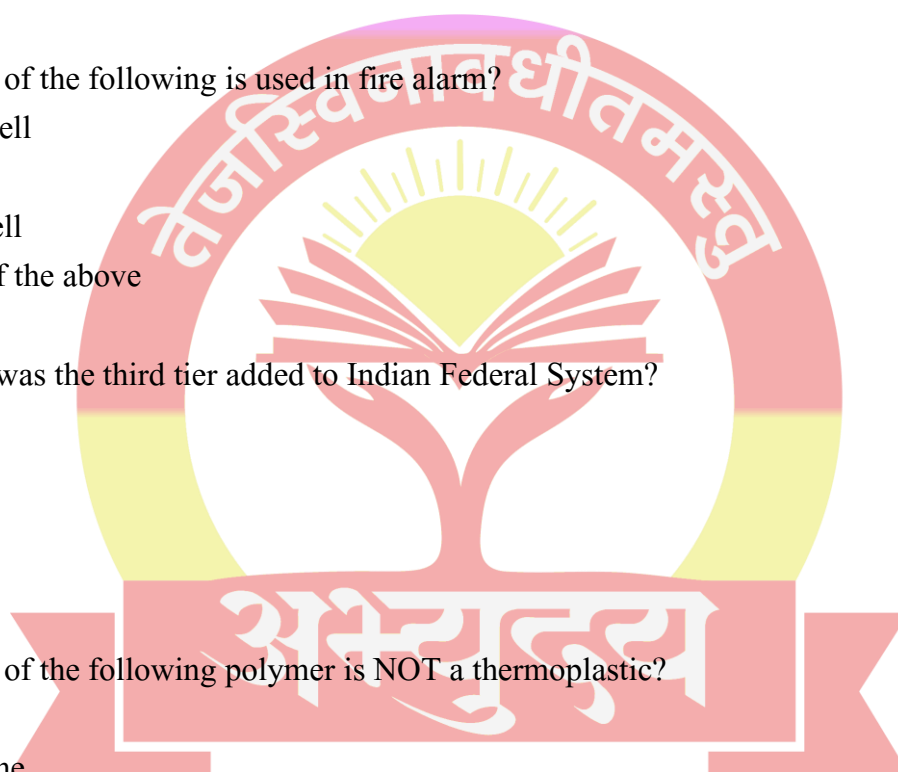 तेजस्विनावधीतमस्तु
of the following is used in fire alarm?
ell
ell
f the above
was the third tier added to Indian Federal System?
अभ्युदय
of the following polymer is NOT a thermoplastic?
ne